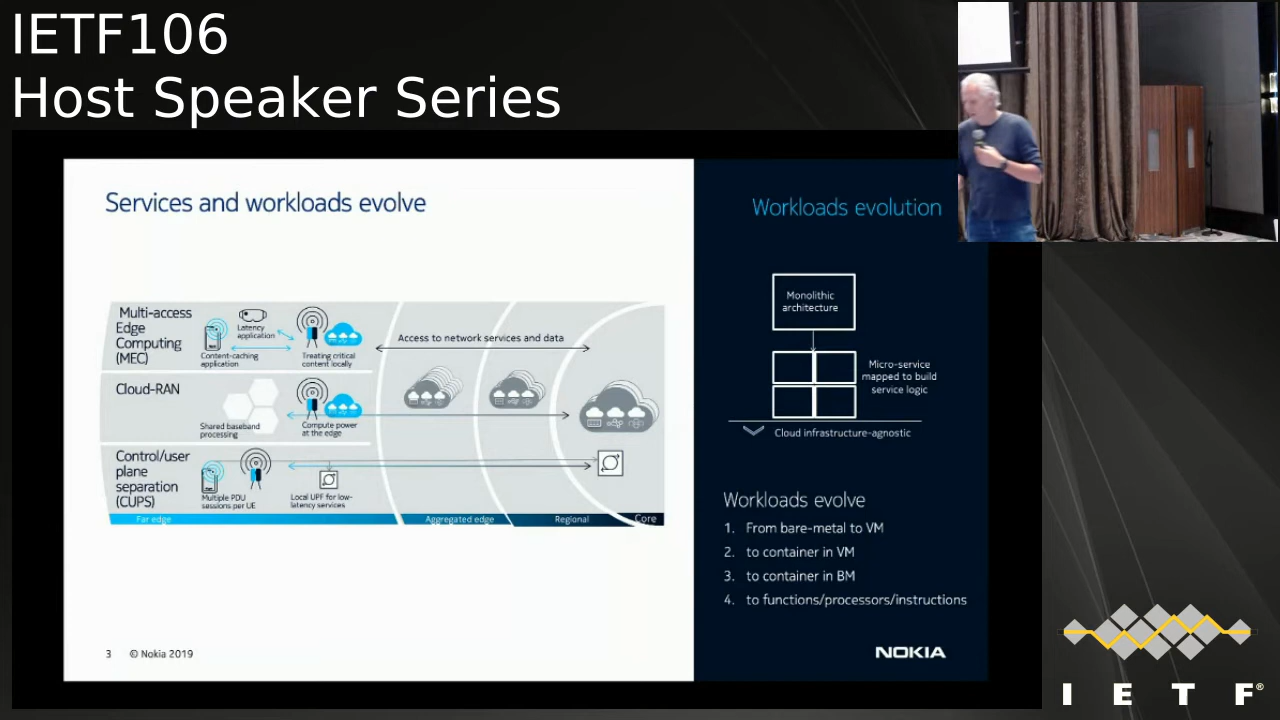 IETF106
Host Speaker Series
Services and workloads evolve
Multi-access
Edge
Computing
(MEC)
Latency
application
Content-caching
application
Treating critical
content locally
Access to network services and data
Cloud-RAN
Shared baseband
processing
Compute power
at the edge
Control/user
plane
separation
(CUPS)
Multiple PDU
sessions per UE
Local UPF for low-
latency services
Far edge
Aggregated edge
Regional
Core
3 © Nokia 2019
Workloads evolution
Monolithic
architecture
Micro-service
mapped to build
service logic
Cloud infrastructure-agnostic
Workloads evolve
1. From bare-metal to VM
2. to container in VM
3. to container in BM
4. to functions/processors/instructions
NOKIA
I E T F®